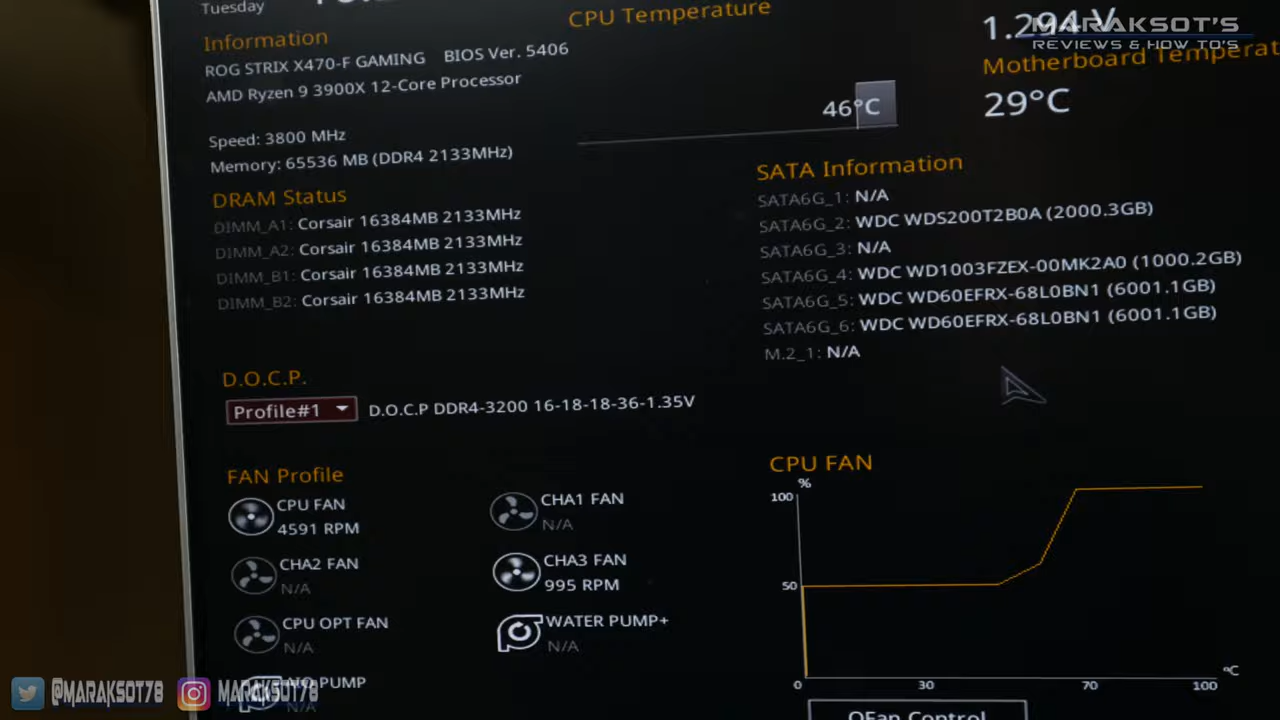 Tuesday
CPU Temperature
1.294 V
MARAKSOT'S
REVIEWS & HOW TO'S
Information
ROG STRIX X470-F GAMING BIOS Ver. 5406
AMD Ryzen 9 3900X 12-Core Processor
Speed: 3800 MHz
Memory: 65536 MB (DDR4 2133MHz)
46°C
Motherboard Temperat
29°C
DRAM Status
DIMM_A1: Corsair 16384MB 2133MHz
DIMM_A2: Corsair 16384MB 2133MHz
DIMM_B1: Corsair 16384MB 2133MHz
DIMM_B2: Corsair 16384MB 2133MHz
SATA Information
SATA6G_1: N/A
SATA6G_2: WDC WDS200T2B0A (2000.3GB)
SATA6G_3: N/A
SATA6G_4: WDC WD1003FZEX-00MK2A0 (1000.2GB)
SATA6G_5: WDC WD60EFRX-68L0BN1 (6001.1GB)
SATA6G_6: WDC WD60EFRX-68L0BN1 (6001.1GB)
M.2_1: N/A
D.O.C.P.
Profile#1 D.O.C.P DDR4-3200 16-18-18-36-1.35V
FAN Profile
CPU FAN
4591 RPM
CHA1 FAN
N/A
CHA2 FAN
N/A
CHA3 FAN
995 RPM
CPU OPT FAN
N/A
WATER PUMP+
N/A
AIO PUMP
N/A
CPU FAN
%
100
50
0 30 70 100
°C
QFan Control
@MARAKSOT78 MARAKSOT78